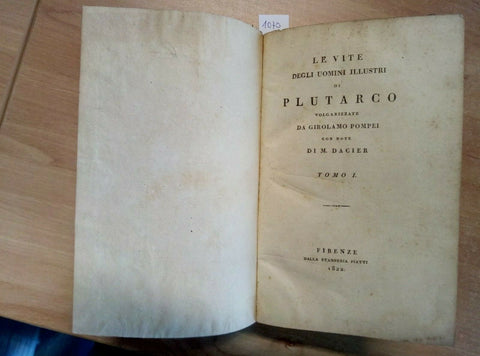 1070
LE VITE
DEGLI UOMINI ILLUSTRI
DI
PLUTARCO
VOLGARIZZATE
DA GIROLAMO POMPEI
CON NOTE
DI M. DACIER
TOMO I.
FIRENZE
DALLA STAMPERIA PIATTI
1822.